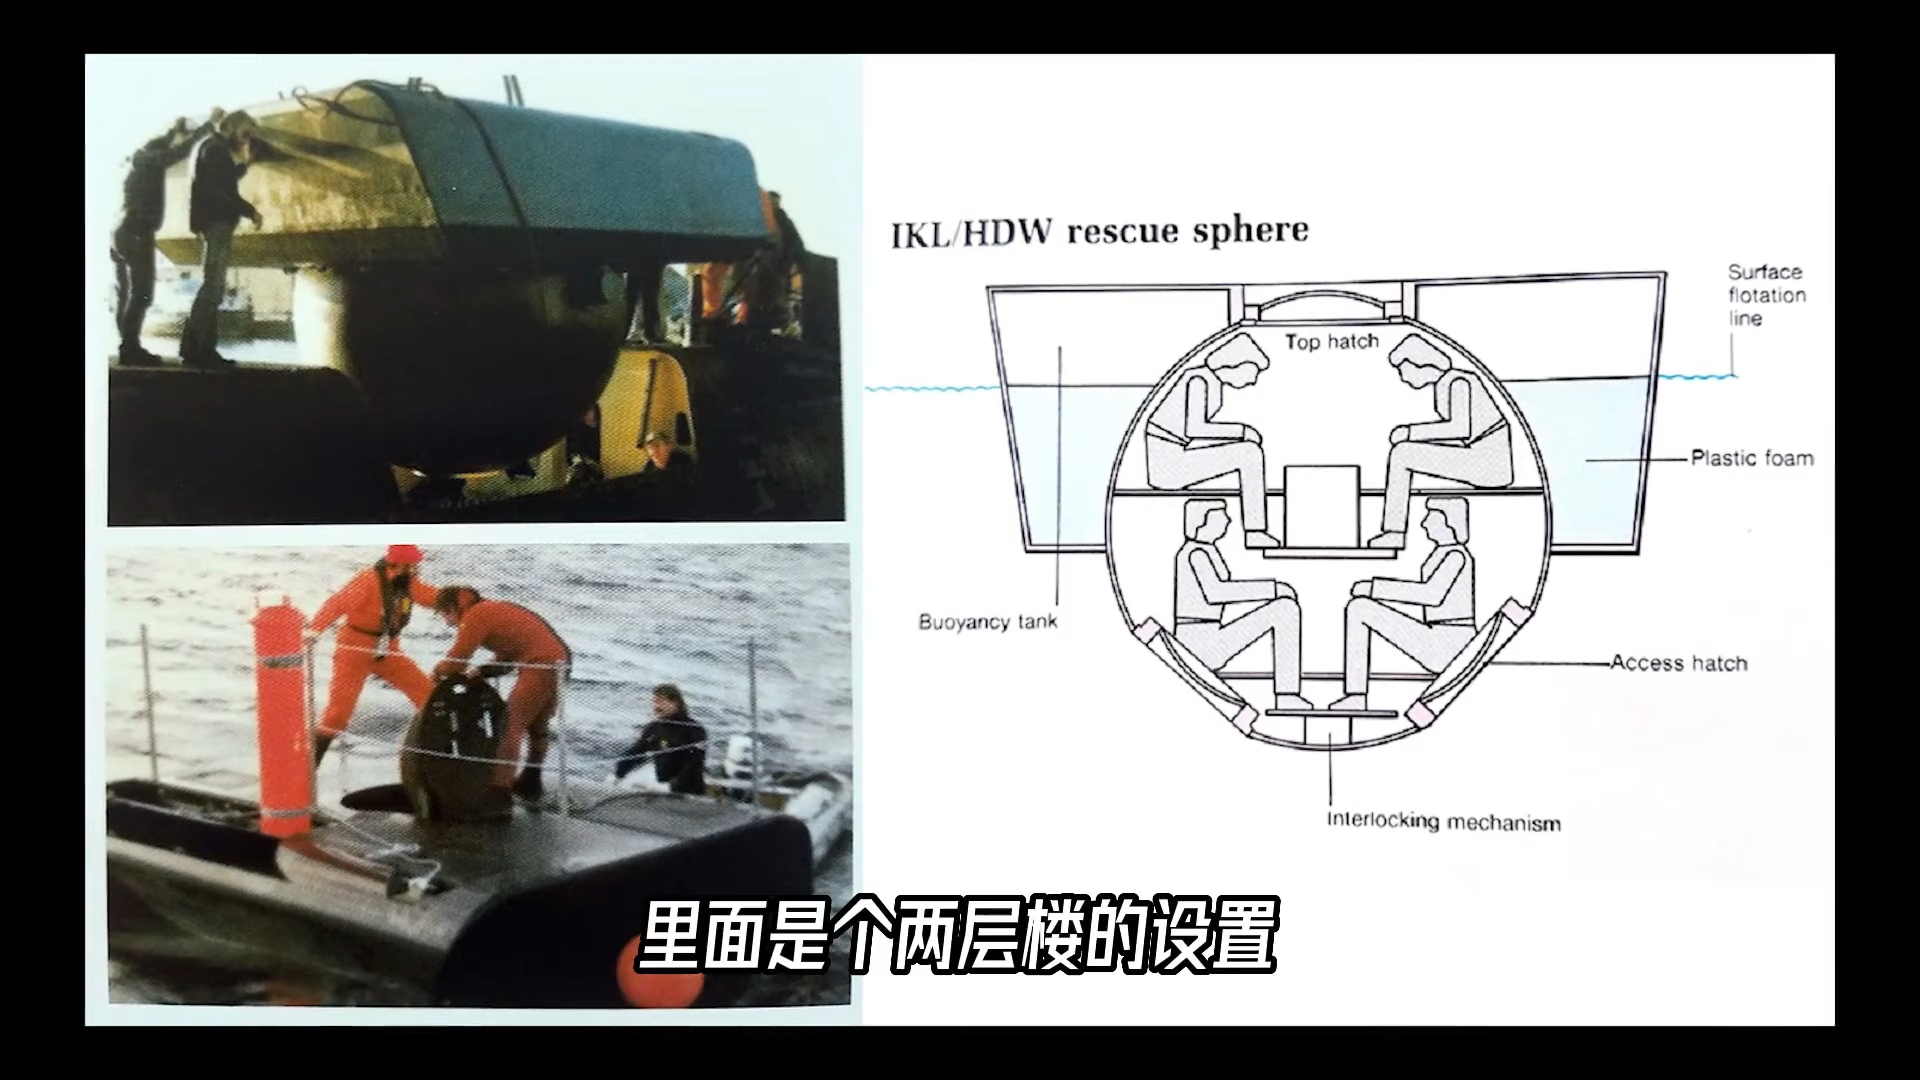 IKL/HDW rescue sphere
Surface
flotation
line
Top hatch
Plastic foam
Buoyancy tank
Access hatch
Interlocking mechanism
里面是个两层楼的设置